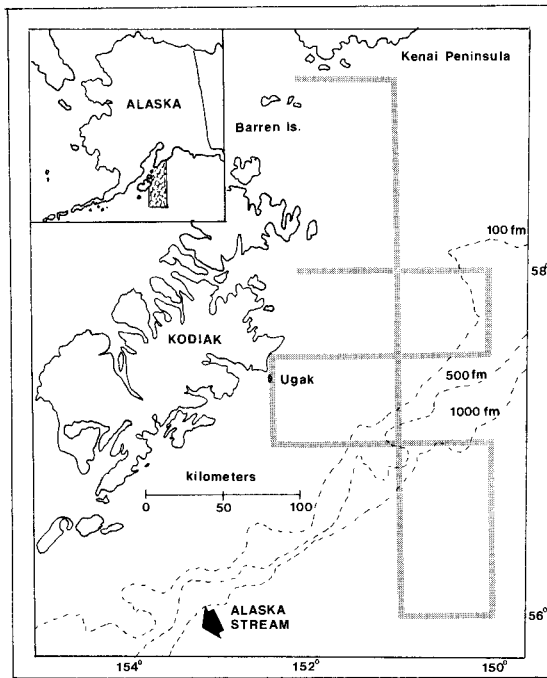 Kenai Peninsula
ALASKA
Barren Is.
100 fm
58°
KODIAK
Ugak
500 fm
1000 fm
kilometers
0 50 100
ALASKA
STREAM
56°
154° 152° 150°